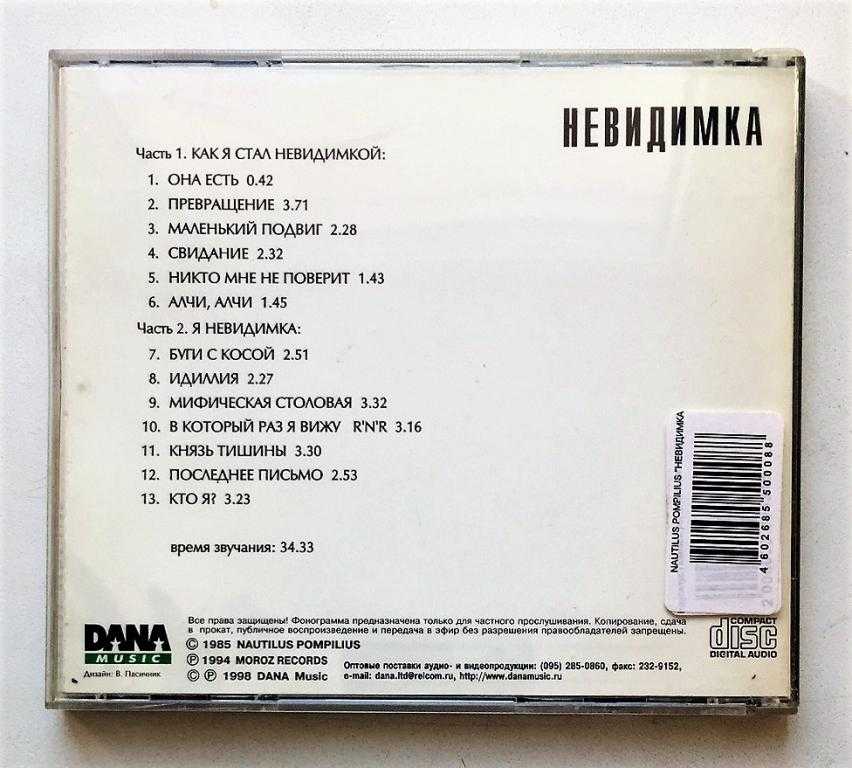 НЕВИДИМКА
Часть 1. КАК Я СТАЛ НЕВИДИМКОЙ:
1. ОНА ЕСТЬ 0.42
2. ПРЕВРАЩЕНИЕ 3.71
3. МАЛЕНЬКИЙ ПОДВИГ 2.28
4. СВИДАНИЕ 2.32
5. НИКТО МНЕ НЕ ПОВЕРИТ 1.43
6. АЛЧИ, АЛЧИ 1.45
Часть 2. Я НЕВИДИМКА:
7. БУГИ С КОСОЙ 2.51
8. ИДИЛЛИЯ 2.27
9. МИФИЧЕСКАЯ СТОЛОВАЯ 3.32
10. В КОТОРЫЙ РАЗ Я ВИЖУ R'N'R 3.16
11. КНЯЗЬ ТИШИНЫ 3.30
12. ПОСЛЕДНЕЕ ПИСЬМО 2.53
13. КТО Я? 3.23
время звучания: 34.33
NAUTILUS POMPILIUS "НЕВИДИМКА
4 602685 500088
Все права защищены! Фонограмма предназначена только для частного прослушивания. Копирование, сдача
в прокат, публичное воспроизведение и передача в эфир без разрешения правообладателей запрещены.
DANA
MUSIC
Дизайн: В. Пасичник
© 1985 NAUTILUS POMPILIUS
℗ 1994 MOROZ RECORDS
© ℗ 1998 DANA Music
Оптовые поставки аудио- и видеопродукции: (095) 285-0860, факс: 232-9152,
e-mail: dana.ltd@relcom.ru, http://www.danamusic.ru
COMPACT
disc
DIGITAL AUDIO